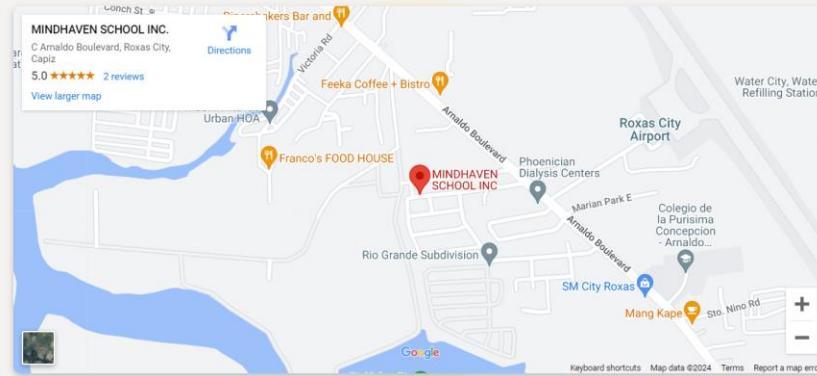 Conch St
MINDHAVEN SCHOOL INC.
C Arnaldo Boulevard, Roxas City,
Capiz
5.0 ★★★★★ 2 reviews
View larger map
Directions
Bar and
Victoria Rd
Feeka Coffee + Bistro
Arnaldo Boulevard
Water City, Wate
Refilling Station
Urban HOA
Roxas City
Airport
Franco's FOOD HOUSE
Phoenician
Dialysis Centers
MINDHAVEN
SCHOOL INC
Marian Park E
Colegio de
la Purisima
Concepcion
- Arnaldo...
Arnaldo Boulevard
Rio Grande Subdivision
SM City Roxas
Mang Kape
Sto. Nino Rd
+
−
Google
Keyboard shortcuts Map data ©2024 Terms Report a map erro